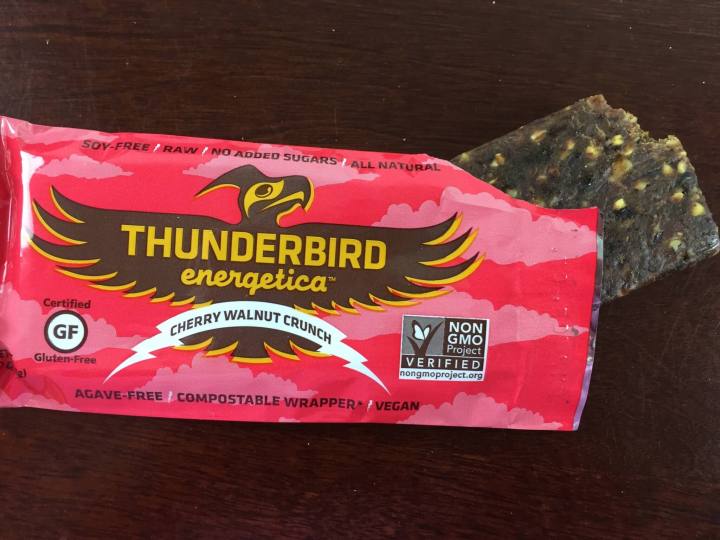 SOY-FREE / RAW / NO ADDED SUGARS / ALL NATURAL
THUNDERBIRD
energetica™
CHERRY WALNUT CRUNCH
Certified
GF
Gluten-Free
NON
GMO
Project
VERIFIED
nongmoproject.org
AGAVE-FREE / COMPOSTABLE WRAPPER* / VEGAN